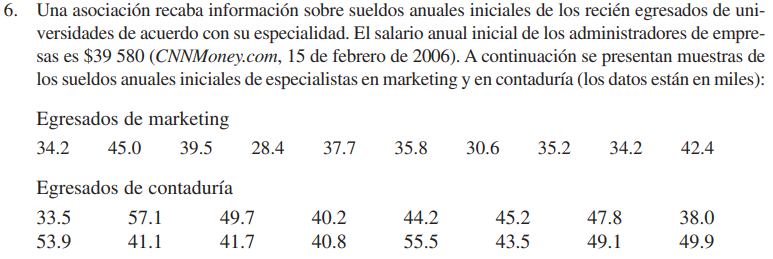 6. Una asociación recaba información sobre sueldos anuales iniciales de los recién egresados de uni-
versidades de acuerdo con su especialidad. El salario anual inicial de los administradores de empre-
sas es $39 580 (CNNMoney.com, 15 de febrero de 2006). A continuación se presentan muestras de
los sueldos anuales iniciales de especialistas en marketing y en contaduría (los datos están en miles):
Egresados de marketing
34.2 45.0 39.5 28.4 37.7 35.8 30.6 35.2 34.2 42.4
Egresados de contaduría
33.5 57.1 49.7 40.2 44.2 45.2 47.8 38.0
53.9 41.1 41.7 40.8 55.5 43.5 49.1 49.9